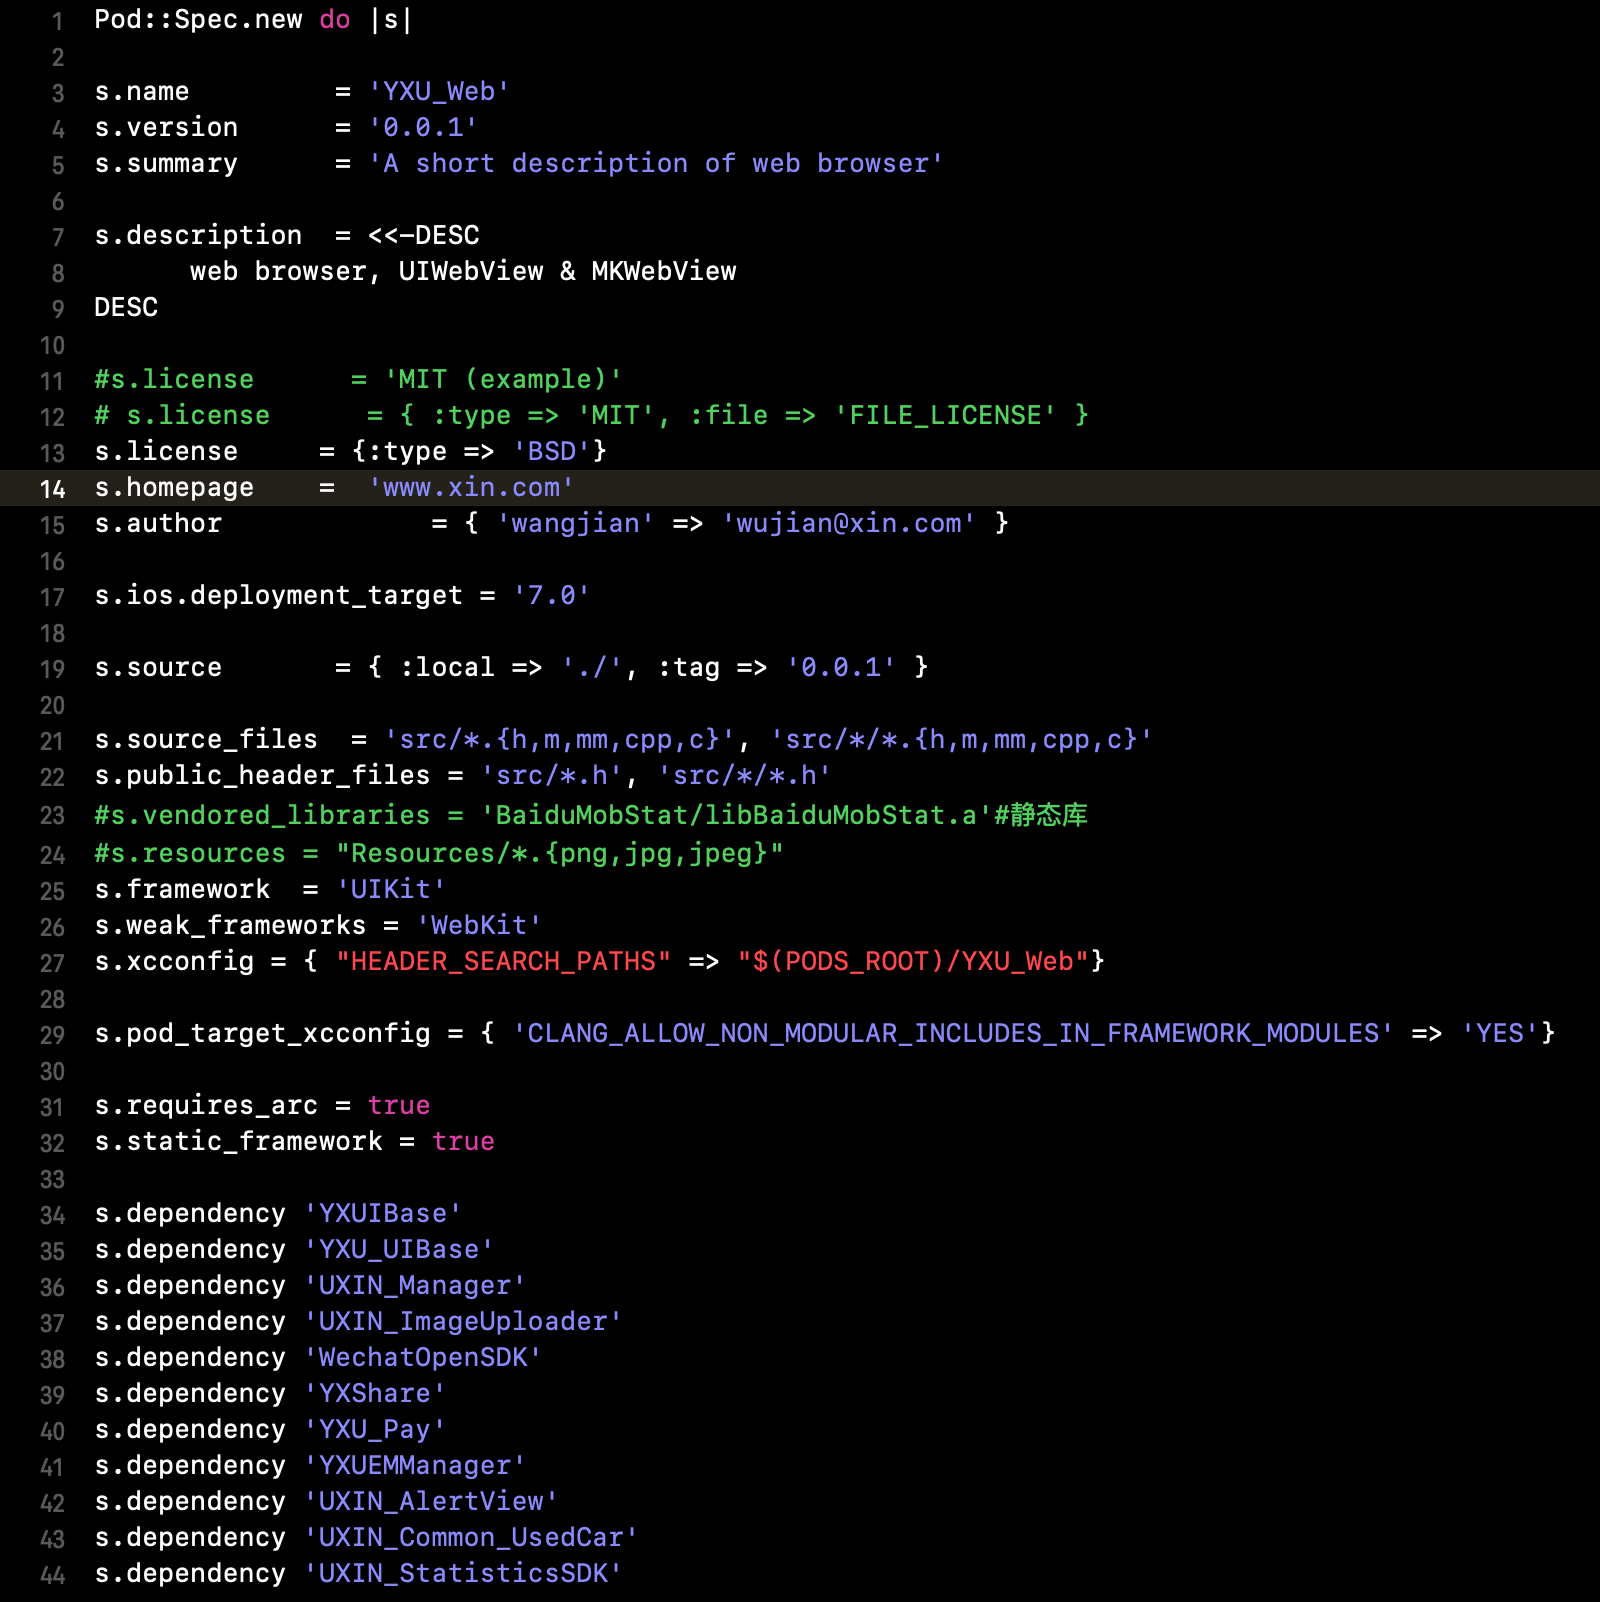 1 Pod::Spec.new do |s|
2
3 s.name         = 'YXU_Web'
4 s.version      = '0.0.1'
5 s.summary      = 'A short description of web browser'
6
7 s.description  = <<-DESC
8       web browser, UIWebView & MKWebView
9 DESC
10
11 #s.license      = 'MIT (example)'
12 # s.license      = { :type => 'MIT', :file => 'FILE_LICENSE' }
13 s.license     = {:type => 'BSD'}
14 s.homepage    =  'www.xin.com'
15 s.author             = { 'wangjian' => 'wujian@xin.com' }
16
17 s.ios.deployment_target = '7.0'
18
19 s.source       = { :local => './', :tag => '0.0.1' }
20
21 s.source_files  = 'src/*.{h,m,mm,cpp,c}', 'src/*/*.{h,m,mm,cpp,c}'
22 s.public_header_files = 'src/*.h', 'src/*/*.h'
23 #s.vendored_libraries = 'BaiduMobStat/libBaiduMobStat.a'#静态库
24 #s.resources = "Resources/*.{png,jpg,jpeg}"
25 s.framework  = 'UIKit'
26 s.weak_frameworks = 'WebKit'
27 s.xcconfig = { "HEADER_SEARCH_PATHS" => "$(PODS_ROOT)/YXU_Web"}
28
29 s.pod_target_xcconfig = { 'CLANG_ALLOW_NON_MODULAR_INCLUDES_IN_FRAMEWORK_MODULES' => 'YES'}
30
31 s.requires_arc = true
32 s.static_framework = true
33
34 s.dependency 'YXUIBase'
35 s.dependency 'YXU_UIBase'
36 s.dependency 'UXIN_Manager'
37 s.dependency 'UXIN_ImageUploader'
38 s.dependency 'WechatOpenSDK'
39 s.dependency 'YXShare'
40 s.dependency 'YXU_Pay'
41 s.dependency 'YXUEMManager'
42 s.dependency 'UXIN_AlertView'
43 s.dependency 'UXIN_Common_UsedCar'
44 s.dependency 'UXIN_StatisticsSDK'